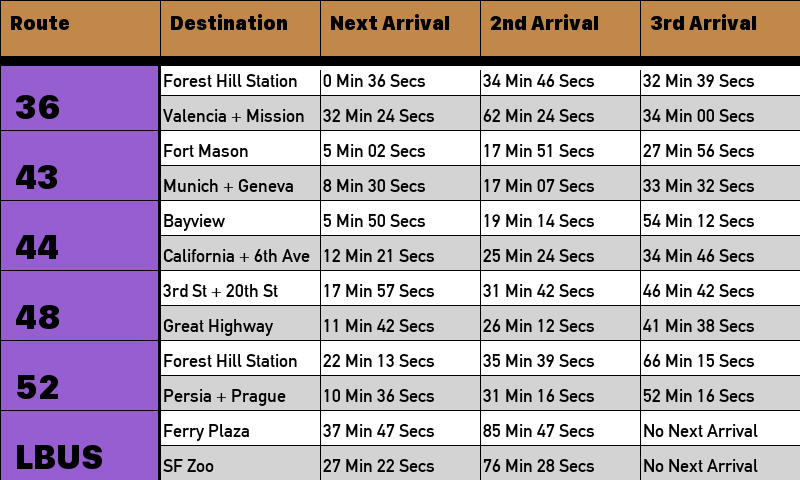 Route Destination Next Arrival 2nd Arrival 3rd Arrival
36 Forest Hill Station 0 Min 36 Secs 34 Min 46 Secs 32 Min 39 Secs
Valencia + Mission 32 Min 24 Secs 62 Min 24 Secs 34 Min 00 Secs
43 Fort Mason 5 Min 02 Secs 17 Min 51 Secs 27 Min 56 Secs
Munich + Geneva 8 Min 30 Secs 17 Min 07 Secs 33 Min 32 Secs
44 Bayview 5 Min 50 Secs 19 Min 14 Secs 54 Min 12 Secs
California + 6th Ave 12 Min 21 Secs 25 Min 24 Secs 34 Min 46 Secs
48 3rd St + 20th St 17 Min 57 Secs 31 Min 42 Secs 46 Min 42 Secs
Great Highway 11 Min 42 Secs 26 Min 12 Secs 41 Min 38 Secs
52 Forest Hill Station 22 Min 13 Secs 35 Min 39 Secs 66 Min 15 Secs
Persia + Prague 10 Min 36 Secs 31 Min 16 Secs 52 Min 16 Secs
LBUS Ferry Plaza 37 Min 47 Secs 85 Min 47 Secs No Next Arrival
SF Zoo 27 Min 22 Secs 76 Min 28 Secs No Next Arrival